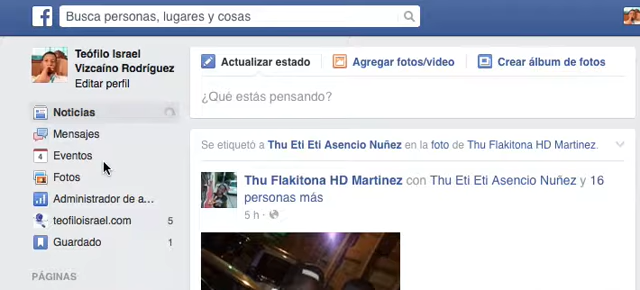 f Busca personas, lugares y cosas
Teófilo Israel
Vizcaíno Rodríguez
Editar perfil
Noticias
Mensajes
4 Eventos
Fotos
Administrador de a...
teofiloisrael.com 5
Guardado 1
PÁGINAS
Actualizar estado Agregar fotos/video Crear álbum de fotos
¿Qué estás pensando?
Se etiquetó a Thu Eti Eti Asencio Nuñez en la foto de Thu Flakitona HD Martinez.
Thu Flakitona HD Martinez con Thu Eti Eti Asencio Nuñez y 16
personas más
5 h ·